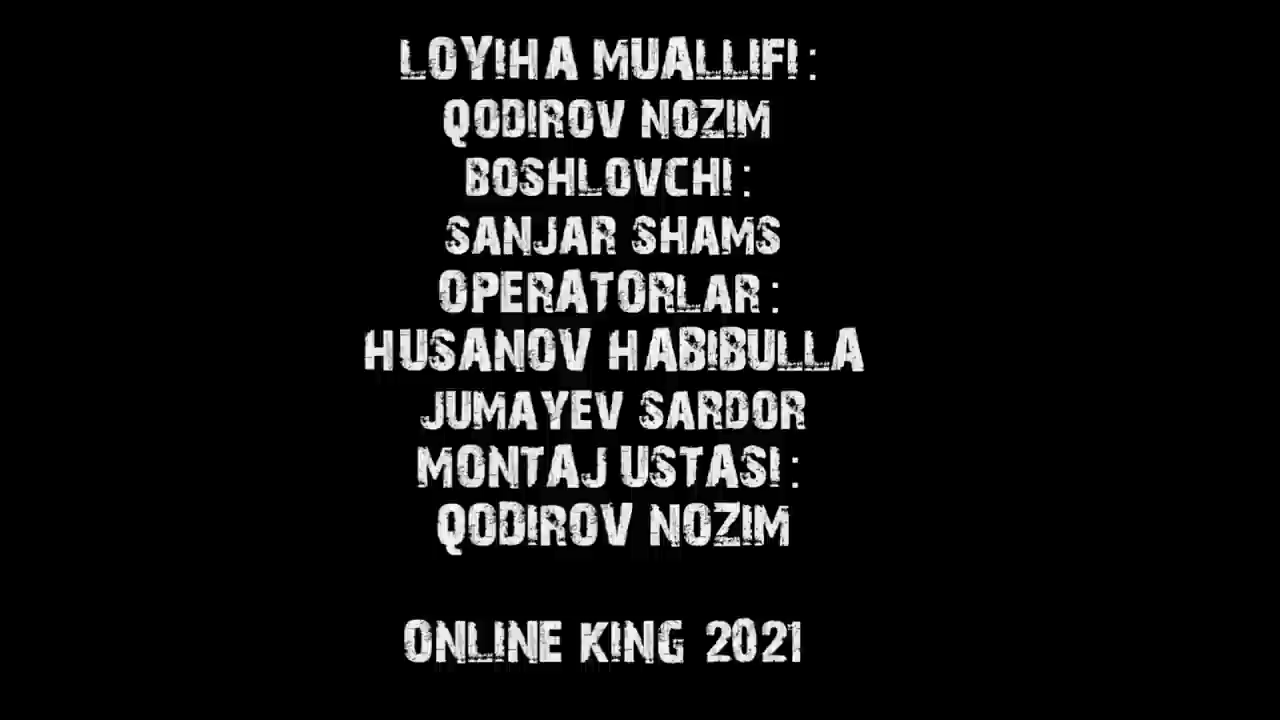 LOYIHA MUALLIFI:
QODIROV NOZIM
BOSHLOVCHI:
SANJAR SHAMS
OPERATORLAR:
HUSANOV HABIBULLA
JUMAYEV SARDOR
MONTAJ USTASI:
QODIROV NOZIM
ONLINE KING 2021